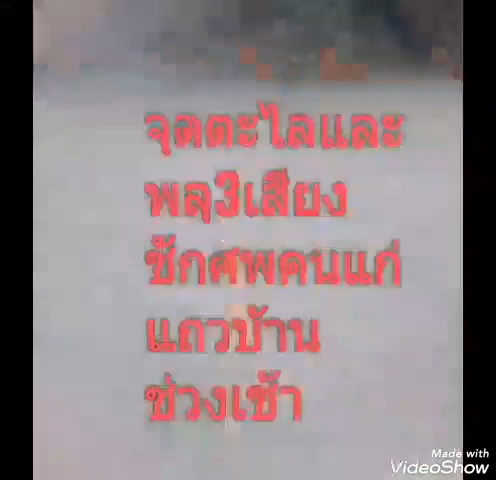 จุดตะไลและ
พลุ3เสียง
ชักศพคนแก่
แถวบ้าน
ช่วงเช้า
Made with
VideoShow